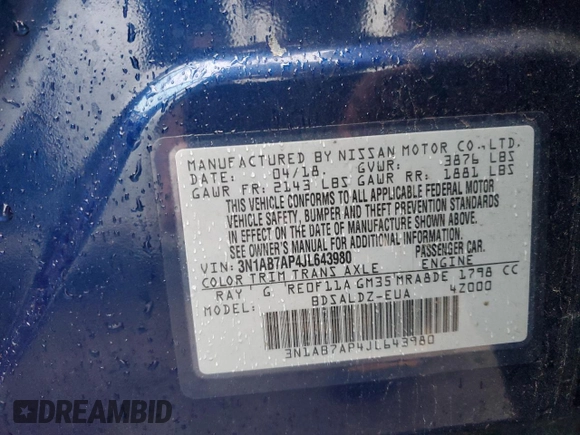 MANUFACTURED BY NISSAN MOTOR CO.,LTD.
DATE: 04/18 GVWR: 3876 LBS
GAWR FR: 2143 LBS GAWR RR: 1881 LBS
THIS VEHICLE CONFORMS TO ALL APPLICABLE FEDERAL MOTOR
VEHICLE SAFETY, BUMPER AND THEFT PREVENTION STANDARDS
IN EFFECT ON THE DATE OF MANUFACTURE SHOWN ABOVE.
SEE OWNER'S MANUAL FOR ADDITIONAL INFORMATION
VIN: 3N1AB7AP4JL643980 PASSENGER CAR.
COLOR TRIM TRANS AXLE ENGINE
RAY G RE0F11A GM35 MRA8DE 1798 CC
MODEL: BDSALDZ-EUA 4Z000
3N1AB7AP4JL643980
DREAMBID